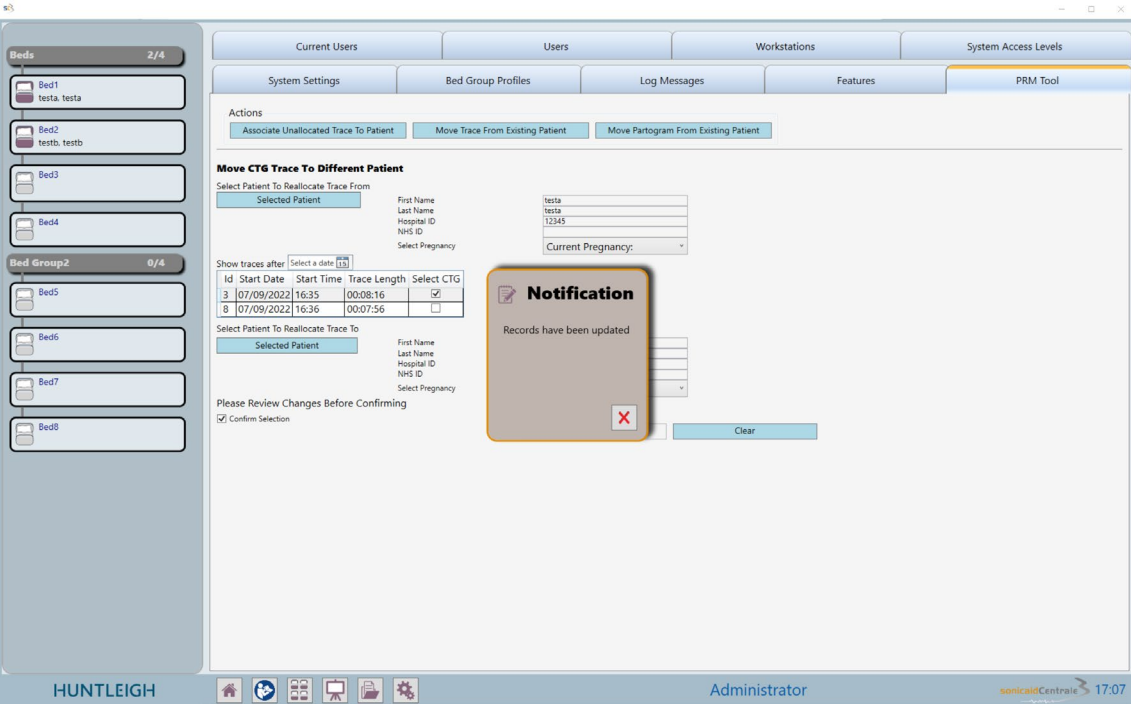 Current Users
Users
Workstations
System Access Levels
System Settings
Bed Group Profiles
Log Messages
Features
PRM Tool
Beds 2/4
Bed1
testa, testa
Bed2
testb, testb
Bed3
Bed4
Bed Group2 0/4
Bed5
Bed6
Bed7
Bed8
Actions
Associate Unallocated Trace To Patient
Move Trace From Existing Patient
Move Partogram From Existing Patient
Move CTG Trace To Different Patient
Select Patient To Reallocate Trace From
Selected Patient
First Name testa
Last Name testa
Hospital ID 12345
NHS ID
Select Pregnancy Current Pregnancy:
Show traces after Select a date 15
Id Start Date Start Time Trace Length Select CTG
3 07/09/2022 16:35 00:08:16
8 07/09/2022 16:36 00:07:56
Select Patient To Reallocate Trace To
Selected Patient
First Name
Last Name
Hospital ID
NHS ID
Select Pregnancy
Please Review Changes Before Confirming
Confirm Selection
Clear
Notification
Records have been updated
X
HUNTLEIGH
Administrator
sonicaidCentrale3 17:07